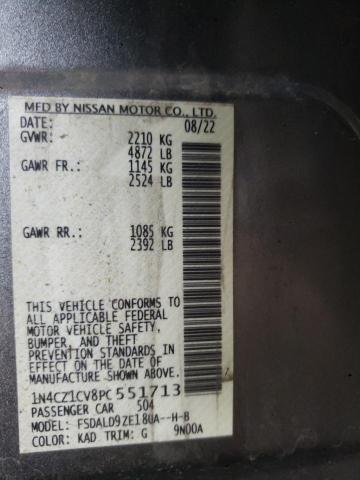 MFD BY NISSAN MOTOR CO., LTD.
DATE: 08/22
GVWR: 2210 KG
4872 LB
GAWR FR.: 1145 KG
2524 LB
GAWR RR.: 1085 KG
2392 LB
THIS VEHICLE CONFORMS TO
ALL APPLICABLE FEDERAL
MOTOR VEHICLE SAFETY,
BUMPER, AND THEFT
PREVENTION STANDARDS IN
EFFECT ON THE DATE OF
MANUFACTURE SHOWN ABOVE.
1N4CZ1CV8PC551713
PASSENGER CAR 504
MODEL: FSDALD9ZE18UA--H-B
COLOR: KAD TRIM: G 9N00A